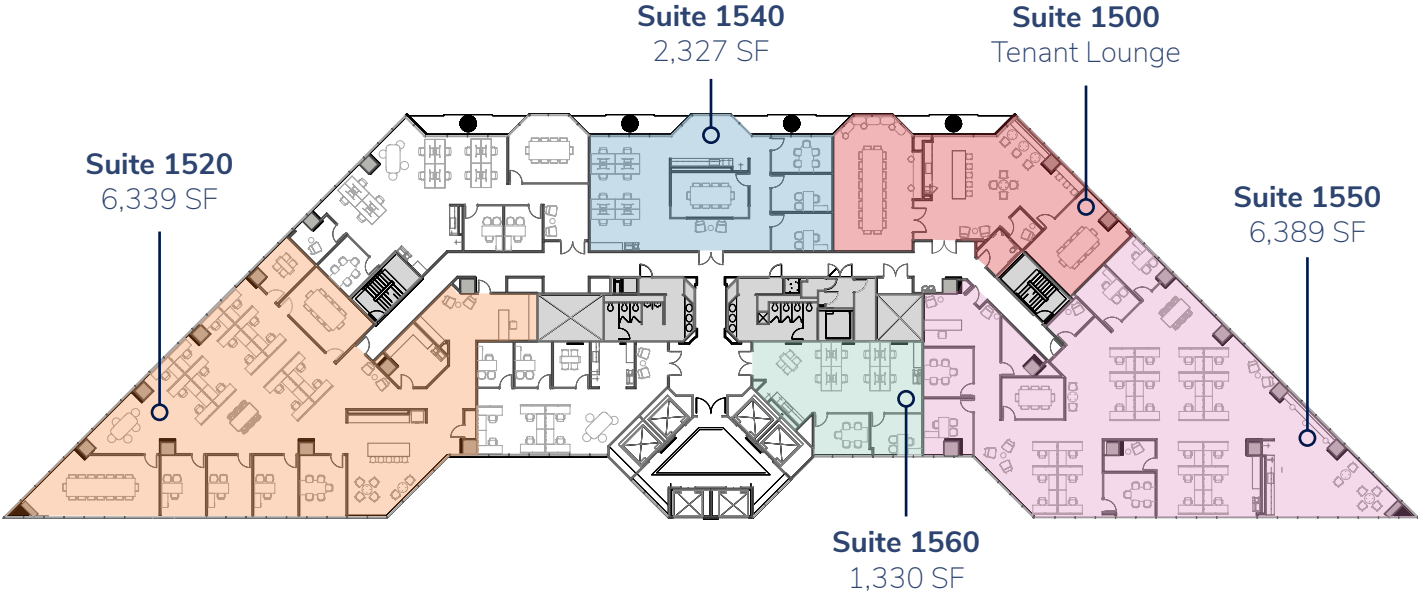 Suite 1540
2,327 SF
Suite 1500
Tenant Lounge
Suite 1520
6,339 SF
Suite 1550
6,389 SF
Suite 1560
1,330 SF